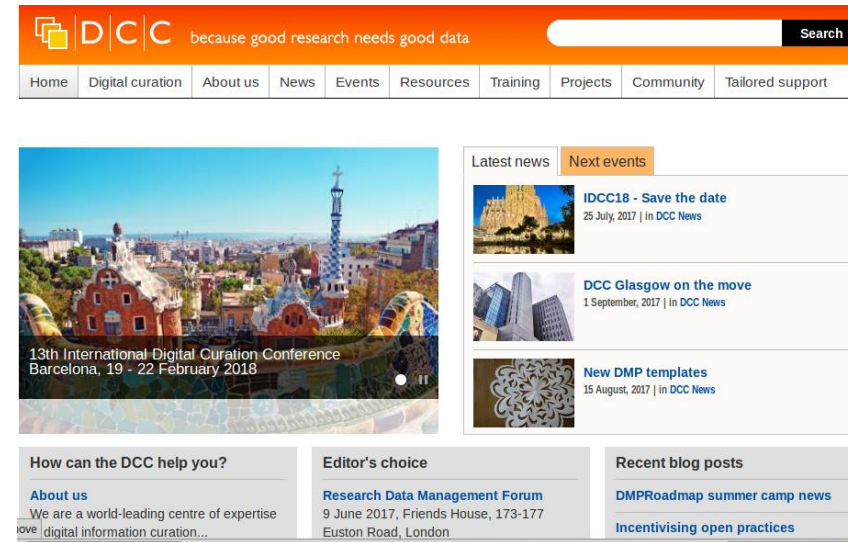 DCC because good research needs good data
Search
Home Digital curation About us News Events Resources Training Projects Community Tailored support
13th International Digital Curation Conference
Barcelona, 19 - 22 February 2018
Latest news Next events
IDCC18 - Save the date
25 July, 2017 | in DCC News
DCC Glasgow on the move
1 September, 2017 | in DCC News
New DMP templates
15 August, 2017 | in DCC News
How can the DCC help you?
About us
We are a world-leading centre of expertise
digital information curation...
Editor's choice
Research Data Management Forum
9 June 2017, Friends House, 173-177
Euston Road, London
Recent blog posts
DMPRoadmap summer camp news
Incentivising open practices